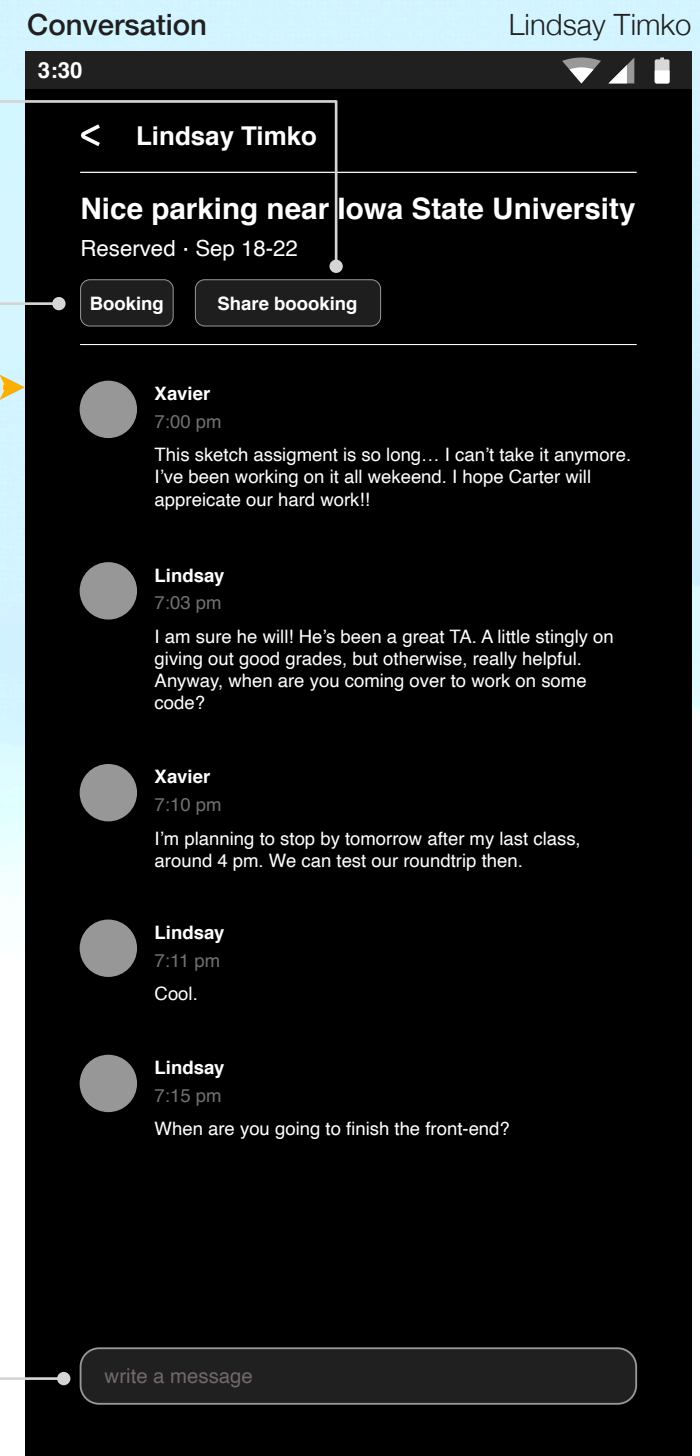 Conversation
Lindsay Timko
3:30
< Lindsay Timko
Nice parking near Iowa State University
Reserved · Sep 18-22
Booking
Share boooking
Xavier
7:00 pm
This sketch assigment is so long… I can’t take it anymore.
I’ve been working on it all wekeend. I hope Carter will
appreicate our hard work!!
Lindsay
7:03 pm
I am sure he will! He’s been a great TA. A little stingly on
giving out good grades, but otherwise, really helpful.
Anyway, when are you coming over to work on some
code?
Xavier
7:10 pm
I’m planning to stop by tomorrow after my last class,
around 4 pm. We can test our roundtrip then.
Lindsay
7:11 pm
Cool.
Lindsay
7:15 pm
When are you going to finish the front-end?
write a message